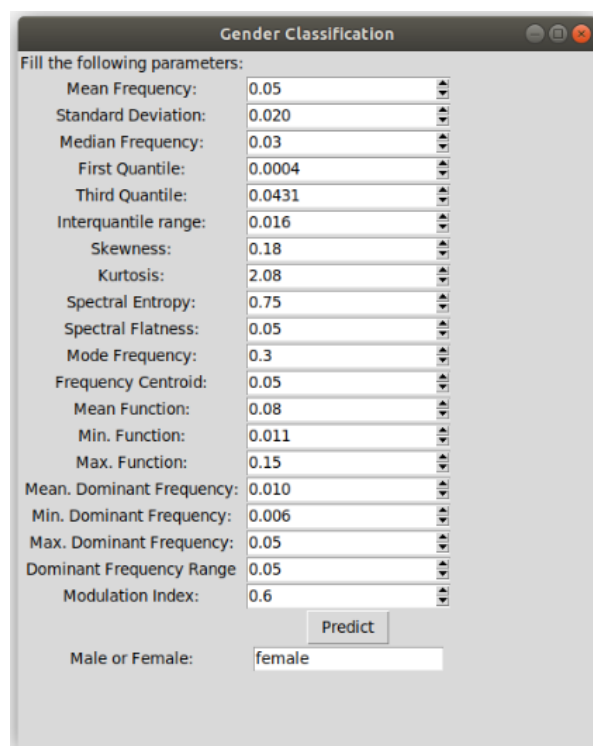 Gender Classification
Fill the following parameters:
Mean Frequency: 0.05
Standard Deviation: 0.020
Median Frequency: 0.03
First Quantile: 0.0004
Third Quantile: 0.0431
Interquantile range: 0.016
Skewness: 0.18
Kurtosis: 2.08
Spectral Entropy: 0.75
Spectral Flatness: 0.05
Mode Frequency: 0.3
Frequency Centroid: 0.05
Mean Function: 0.08
Min. Function: 0.011
Max. Function: 0.15
Mean. Dominant Frequency: 0.010
Min. Dominant Frequency: 0.006
Max. Dominant Frequency: 0.05
Dominant Frequency Range 0.05
Modulation Index: 0.6
Predict
Male or Female: female